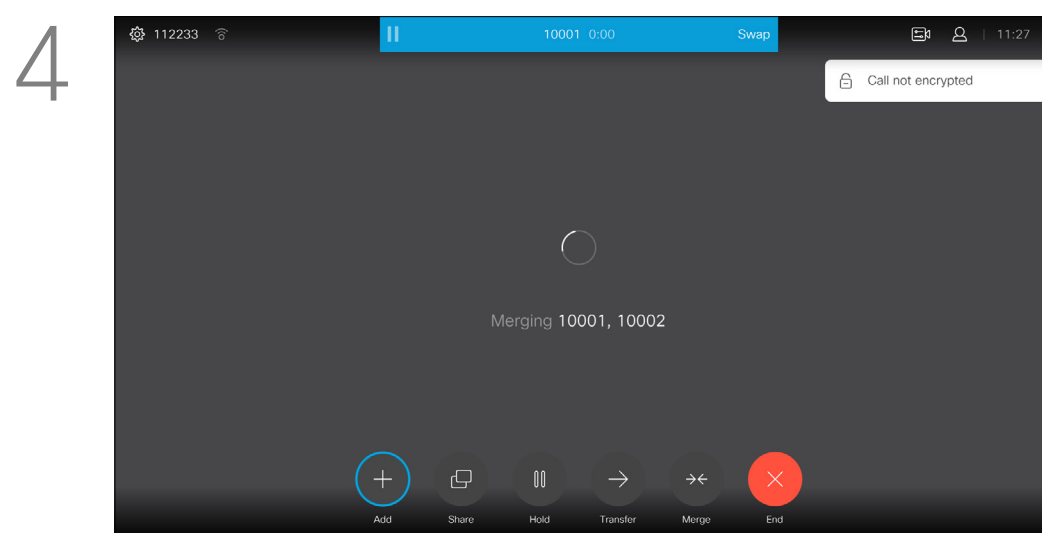 4
112233
10001 0:00 Swap
11:27
Call not encrypted
Merging 10001, 10002
Add Share Hold Transfer Merge End